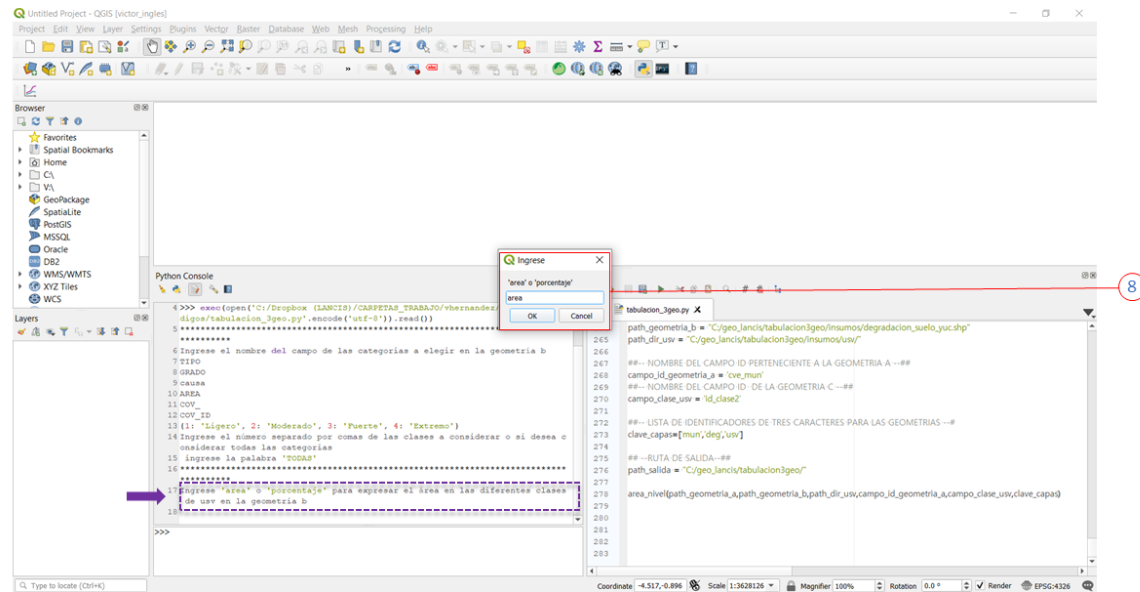 Untitled Project - QGIS [victor_ingles]
Project Edit View Layer Settings Plugins Vector Raster Database Web Mesh Processing Help
Browser
Favorites
Spatial Bookmarks
Home
C:\
V:\
GeoPackage
SpatiaLite
PostGIS
MSSQL
Oracle
DB2
WMS/WMTS
XYZ Tiles
WCS
Layers
Python Console
4 >>> exec(open('C:/Dropbox (LANCIS)/CARPETAS_TRABAJO/vhernandez/
digos/tabulacion_3geo.py'.encode('utf-8')).read())
5 **********
**********
6 Ingrese el nombre del campo de las categorias a elegir en la geometria b
7 TIPO
8 GRADO
9 causa
10 AREA
11 COV_
12 COV_ID
13 {1: 'Ligero', 2: 'Moderado', 3: 'Fuerte', 4: 'Extremo'}
14 Ingrese el número separado por comas de las clases a considerar o si desea c
onsiderar todas las categorias
15 ingrese la palabra 'TODAS'
16 **********
**********
17 Ingrese 'area' o 'porcentaje' para expresar el área en las diferentes clases
de usv en la geometria b
18
>>>
Ingrese
'area' o 'porcentaje'
area
OK Cancel
8
tabulacion_3geo.py
path_geometria_b = "C:/geo_lancis/tabulacion3geo/insumos/degradacion_suelo_yuc.shp"
265 path_dir_usv = "C:/geo_lancis/tabulacion3geo/insumos/usv/"
266
267 ##-- NOMBRE DEL CAMPO ID PERTENECIENTE A LA GEOMETRIA A --##
268 campo_id_geometria_a = 'cve_mun'
269 ##-- NOMBRE DEL CAMPO ID -DE LA GEOMETRIA C --##
270 campo_clase_usv = 'id_clase2'
271
272 ##-- LISTA DE IDENTIFICADORES DE TRES CARACTERES PARA LAS GEOMETRIAS --#
273 clave_capas=['mun','deg','usv']
274
275 ## --RUTA DE SALIDA--##
276 path_salida = "C:/geo_lancis/tabulacion3geo/"
277
278 area_nivel(path_geometria_a,path_geometria_b,path_dir_usv,campo_id_geometria_a,campo_clase_usv,clave_capas)
279
280
281
282
283
Type to locate (Ctrl+K)
Coordinate -4.517,-0.896 Scale 1:3628126 Magnifier 100% Rotation 0.0 ° Render EPSG:4326